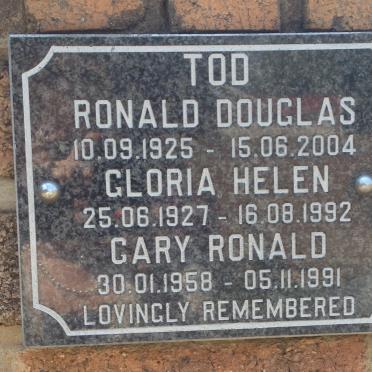 TOD
RONALD DOUGLAS
10.09.1925 - 15.06.2004
GLORIA HELEN
25.06.1927 - 16.08.1992
GARY RONALD
30.01.1958 - 05.11.1991
LOVINGLY REMEMBERED